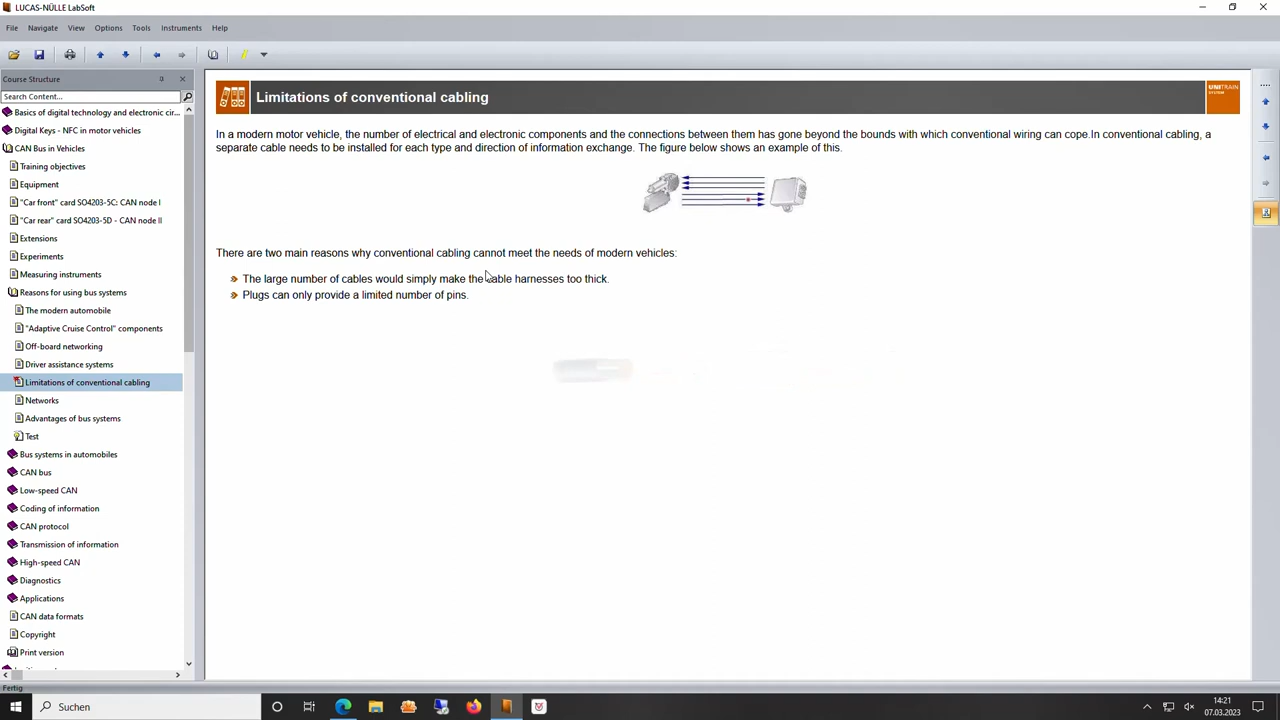 LUCAS-NÜLLE LabSoft
File Navigate View Options Tools Instruments Help
Course Structure
Search Content...
Basics of digital technology and electronic cir...
Digital Keys - NFC in motor vehicles
CAN Bus in Vehicles
Training objectives
Equipment
"Car front" card SO4203-5C: CAN node I
"Car rear" card SO4203-5D - CAN node II
Extensions
Experiments
Measuring instruments
Reasons for using bus systems
The modern automobile
"Adaptive Cruise Control" components
Off-board networking
Driver assistance systems
Limitations of conventional cabling
Networks
Advantages of bus systems
Test
Bus systems in automobiles
CAN bus
Low-speed CAN
Coding of information
CAN protocol
Transmission of information
High-speed CAN
Diagnostics
Applications
CAN data formats
Copyright
Print version
Limitations of conventional cabling
UNITRAIN
SYSTEM
In a modern motor vehicle, the number of electrical and electronic components and the connections between them has gone beyond the bounds with which conventional wiring can cope.In conventional cabling, a
separate cable needs to be installed for each type and direction of information exchange. The figure below shows an example of this.
There are two main reasons why conventional cabling cannot meet the needs of modern vehicles:
The large number of cables would simply make the cable harnesses too thick.
Plugs can only provide a limited number of pins.
Fertig
Suchen
14:21
07.03.2023